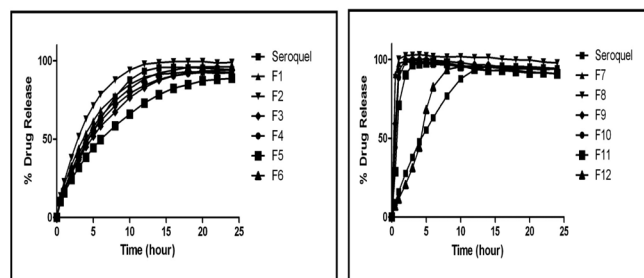 100
50
0
% Drug Release
0 5 10 15 20 25
Time (hour)
Seroquel
F1
F2
F3
F4
F5
F6
100
50
0
% Drug Release
0 5 10 15 20 25
Time (hour)
Seroquel
F7
F8
F9
F10
F11
F12